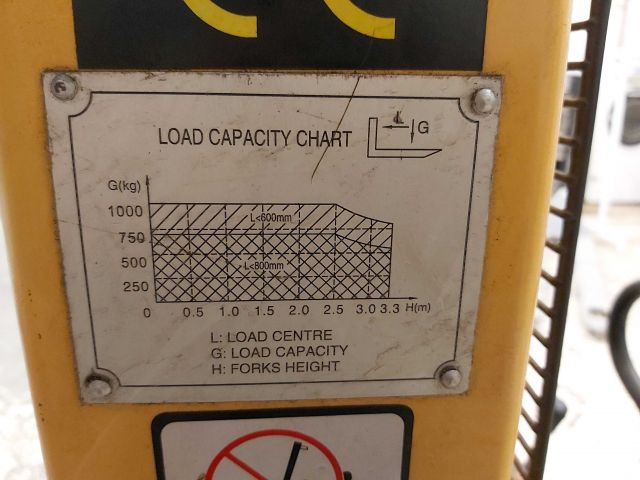 CE
LOAD CAPACITY CHART
L
G
G(kg)
1000
L<600mm
750
500
L<800mm
250
0 0.5 1.0 1.5 2.0 2.5 3.0 3.3 H(m)
L: LOAD CENTRE
G: LOAD CAPACITY
H: FORKS HEIGHT